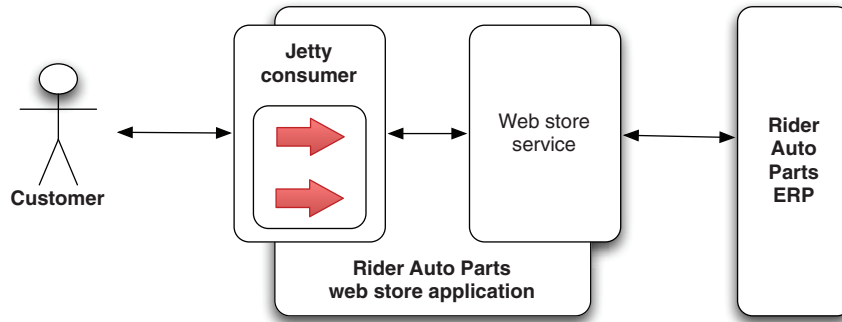 Jetty
consumer
Customer
Web store
service
Rider
Auto
Parts
ERP
Rider Auto Parts
web store application